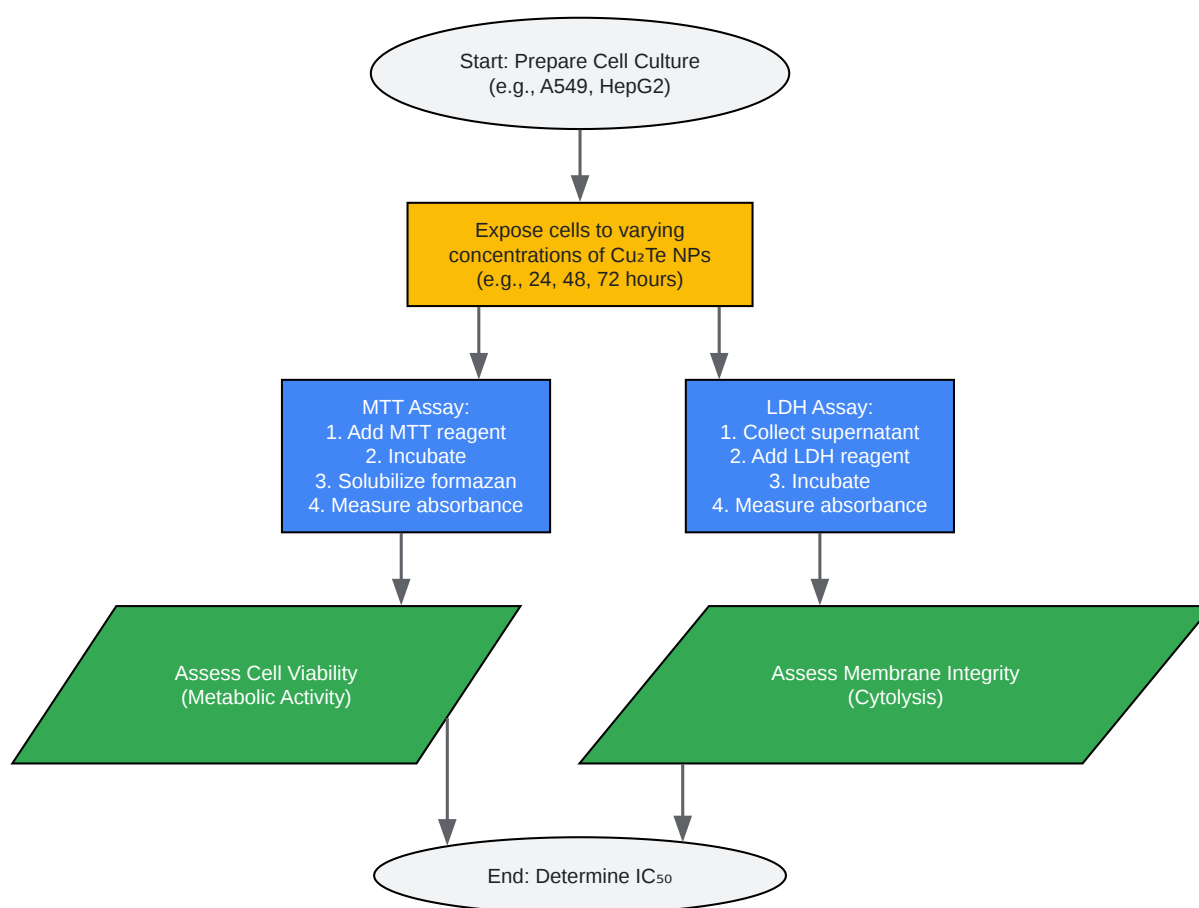 Start: Prepare Cell Culture
(e.g., A549, HepG2)
Expose cells to varying
concentrations of Cu₂Te NPs
(e.g., 24, 48, 72 hours)
MTT Assay:
1. Add MTT reagent
2. Incubate
3. Solubilize formazan
4. Measure absorbance
LDH Assay:
1. Collect supernatant
2. Add LDH reagent
3. Incubate
4. Measure absorbance
Assess Cell Viability
(Metabolic Activity)
Assess Membrane Integrity
(Cytolysis)
End: Determine IC₅₀